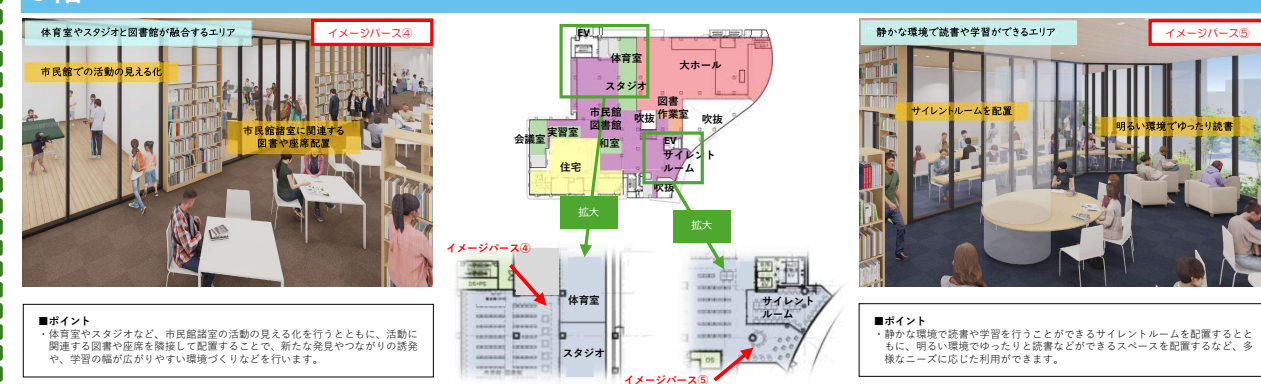 体育室やスタジオと図書館が融合するエリア
イメージパース④
市民館での活動の見える化
市民館諸室に関連する
図書や座席配置
■ポイント
・体育室やスタジオなど、市民館諸室の活動の見える化を行うとともに、活動に
関連する図書や座席を隣接して配置することで、新たな発見やつながりの誘発
や、学習の幅が広がりやすい環境づくりなどを行います。
EV
体育室
大ホール
スタジオ
図書
作業室
市民館
図書館
吹抜
吹抜
会議室
実習室
和室
EV
サイレント
ルーム
住宅
吹抜
拡大
拡大
イメージパース④
体育室
スタジオ
サイレント
ルーム
DS
イメージパース⑤
静かな環境で読書や学習ができるエリア
イメージパース⑤
サイレントルームを配置
明るい環境でゆったり読書
■ポイント
・静かな環境で読書や学習を行うことができるサイレントルームを配置するとと
もに、明るい環境でゆったりと読書などができるスペースを配置するなど、多
様なニーズに応じた利用ができます。